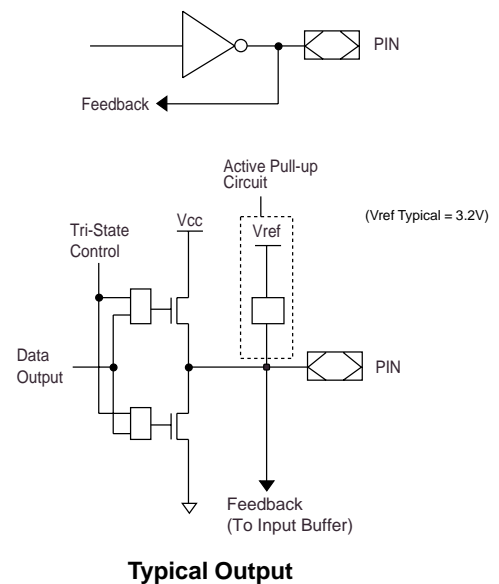 PIN
Feedback
Active Pull-up
Circuit
(Vref Typical = 3.2V)
Vcc
Vref
Tri-State
Control
Data
Output
PIN
Feedback
(To Input Buffer)
Typical Output